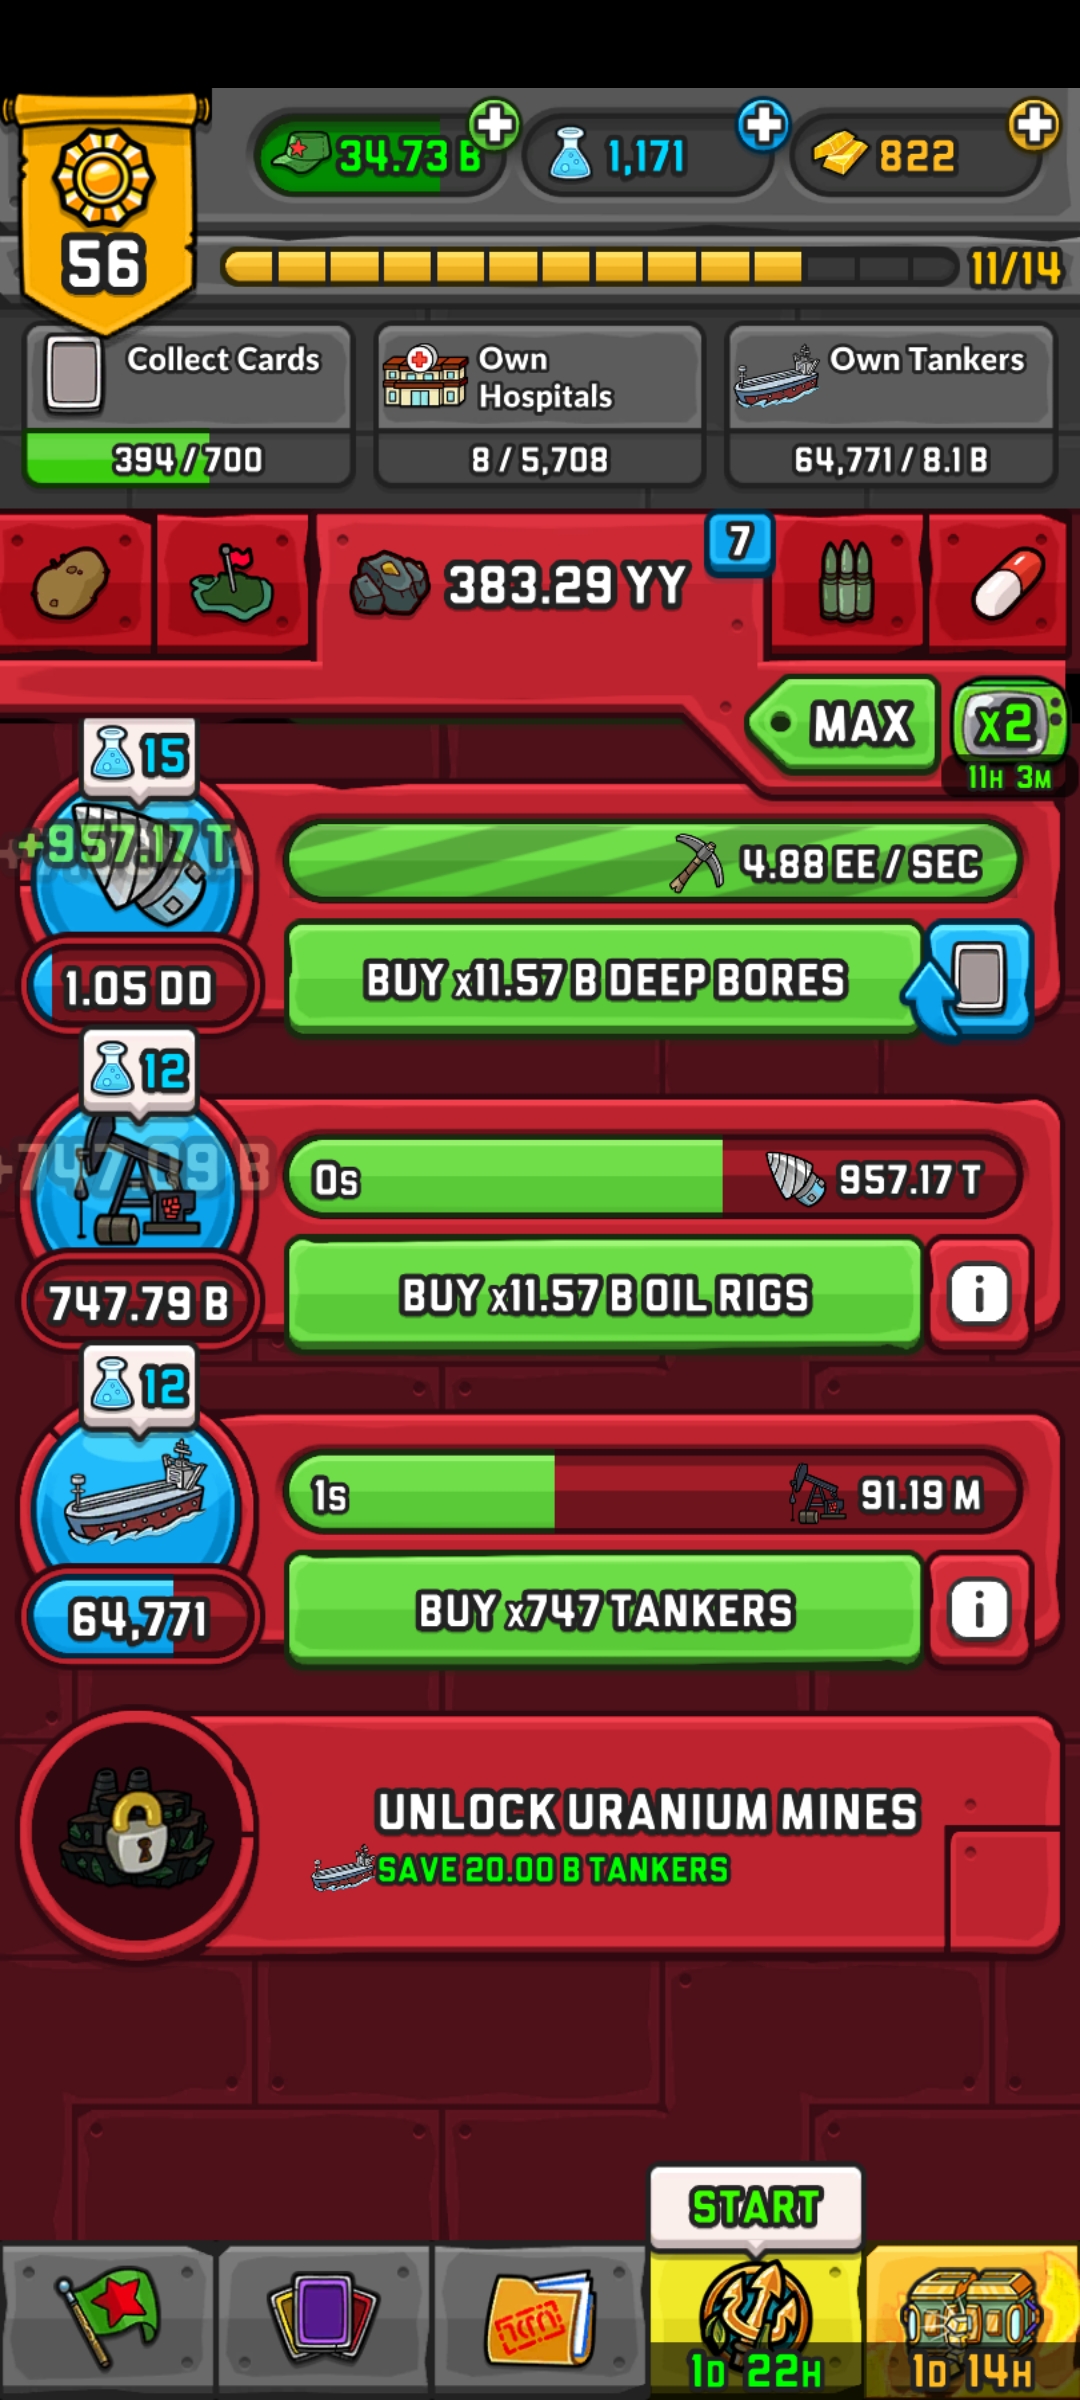 56
34.73 B
1,171
822
11/14
Collect Cards
394/700
Own Hospitals
8/5,708
Own Tankers
64,771/8.1 B
383.29 YY
7
MAX
x2
11H 3M
15
+957.17 T
4.88 EE/SEC
1.05 DD
BUY x11.57 B DEEP BORES
12
+747.09 B
0s
957.17 T
747.79 B
BUY x11.57 B OIL RIGS
i
12
1s
91.19 M
64,771
BUY x747 TANKERS
i
UNLOCK URANIUM MINES
SAVE 20.00 B TANKERS
START
1D 22H
1D 14H